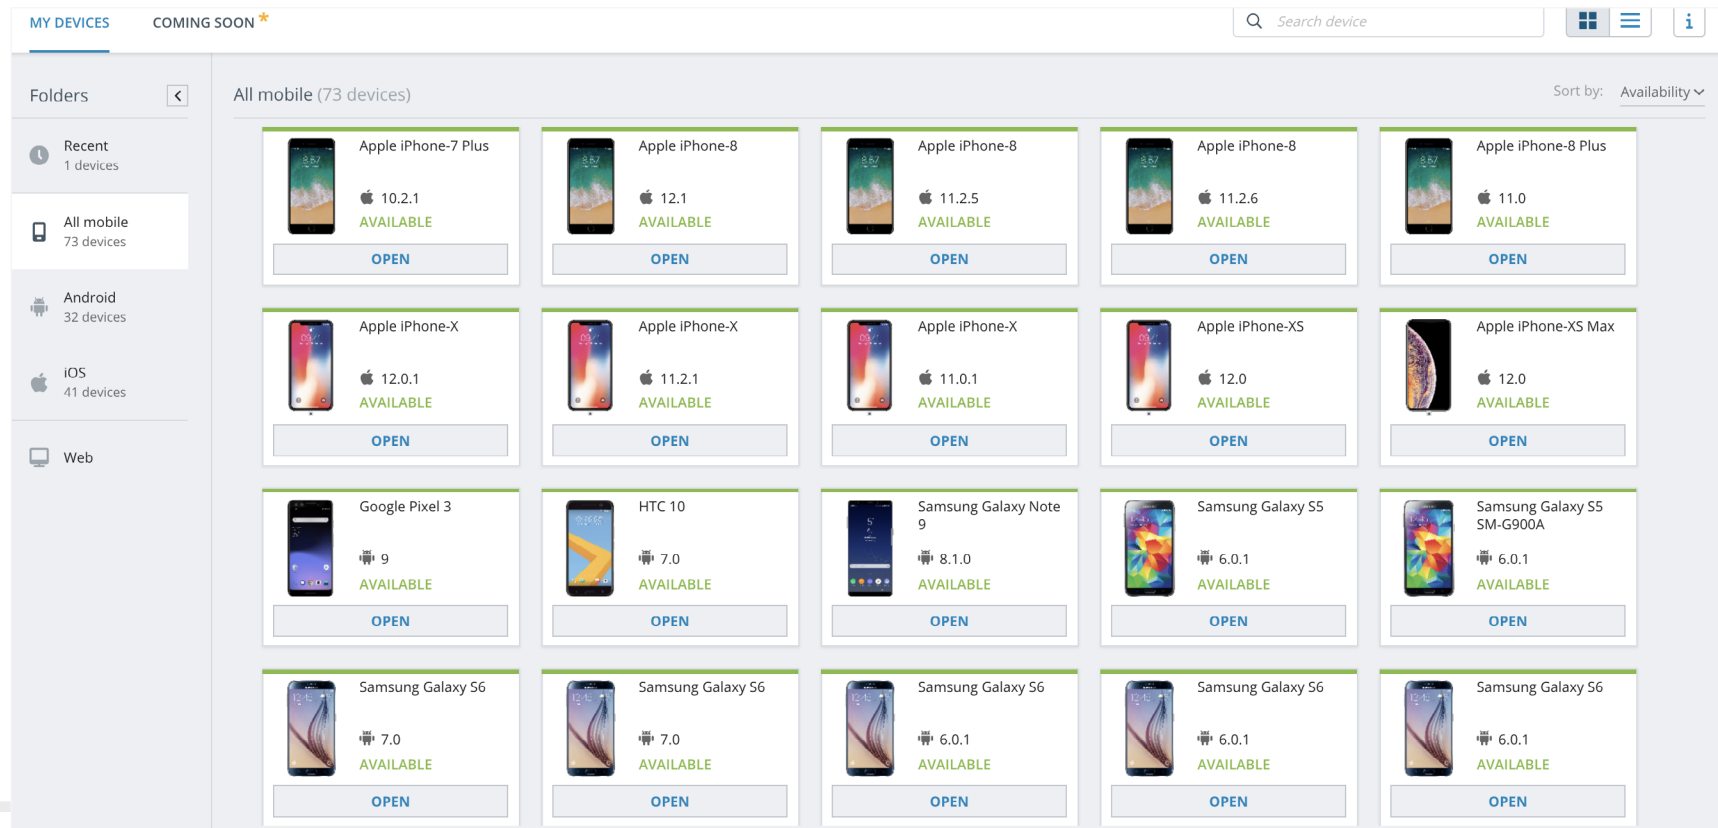 MY DEVICES
COMING SOON *
Search device
i
Folders
All mobile (73 devices)
Sort by: Availability
Recent
1 devices
All mobile
73 devices
Android
32 devices
iOS
41 devices
Web
Apple iPhone-7 Plus
10.2.1
AVAILABLE
OPEN
Apple iPhone-8
12.1
AVAILABLE
OPEN
Apple iPhone-8
11.2.5
AVAILABLE
OPEN
Apple iPhone-8
11.2.6
AVAILABLE
OPEN
Apple iPhone-8 Plus
11.0
AVAILABLE
OPEN
Apple iPhone-X
12.0.1
AVAILABLE
OPEN
Apple iPhone-X
11.2.1
AVAILABLE
OPEN
Apple iPhone-X
11.0.1
AVAILABLE
OPEN
Apple iPhone-XS
12.0
AVAILABLE
OPEN
Apple iPhone-XS Max
12.0
AVAILABLE
OPEN
Google Pixel 3
9
AVAILABLE
OPEN
HTC 10
7.0
AVAILABLE
OPEN
Samsung Galaxy Note
9
8.1.0
AVAILABLE
OPEN
Samsung Galaxy S5
6.0.1
AVAILABLE
OPEN
Samsung Galaxy S5
SM-G900A
6.0.1
AVAILABLE
OPEN
Samsung Galaxy S6
7.0
AVAILABLE
OPEN
Samsung Galaxy S6
7.0
AVAILABLE
OPEN
Samsung Galaxy S6
6.0.1
AVAILABLE
OPEN
Samsung Galaxy S6
6.0.1
AVAILABLE
OPEN
Samsung Galaxy S6
6.0.1
AVAILABLE
OPEN